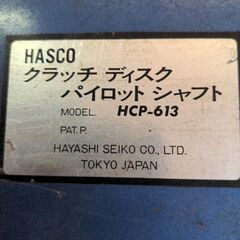 HASCO
クラッチ ディスク
パイロット シャフト
MODEL. HCP-613
PAT. P.
HAYASHI SEIKO CO., LTD.
TOKYO JAPAN